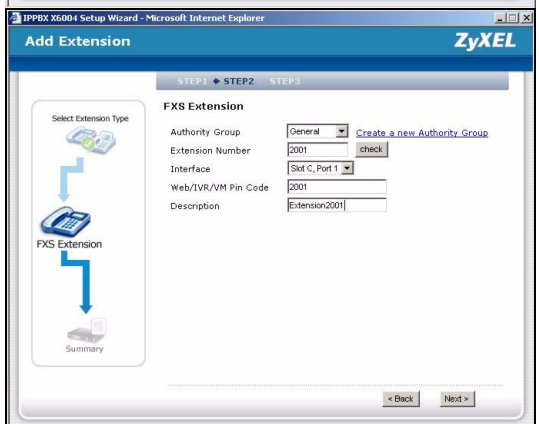 IPPBX X6004 Setup Wizard - Microsoft Internet Explorer
Add Extension
ZyXEL
STEP1 STEP2 STEP3
Select Extension Type
FXS Extension
Summary
FXS Extension
Authority Group General Create a new Authority Group
Extension Number 2001 check
Interface Slot C, Port 1
Web/IVR/VM Pin Code 2001
Description Extension2001
< Back Next >